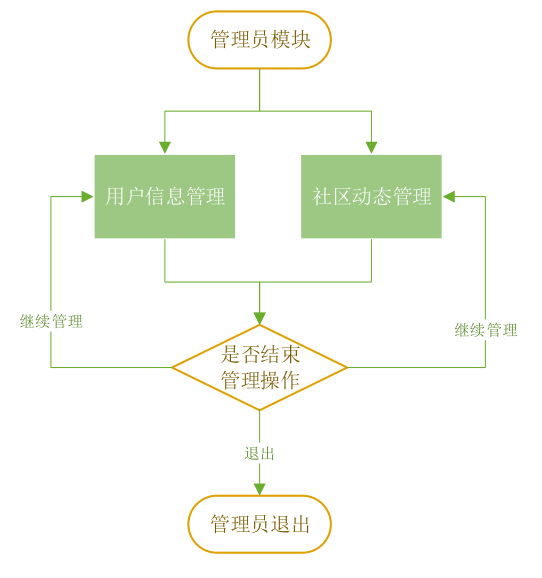 管理员模块
用户信息管理
社区动态管理
继续管理
继续管理
是否结束
管理操作
退出
管理员退出